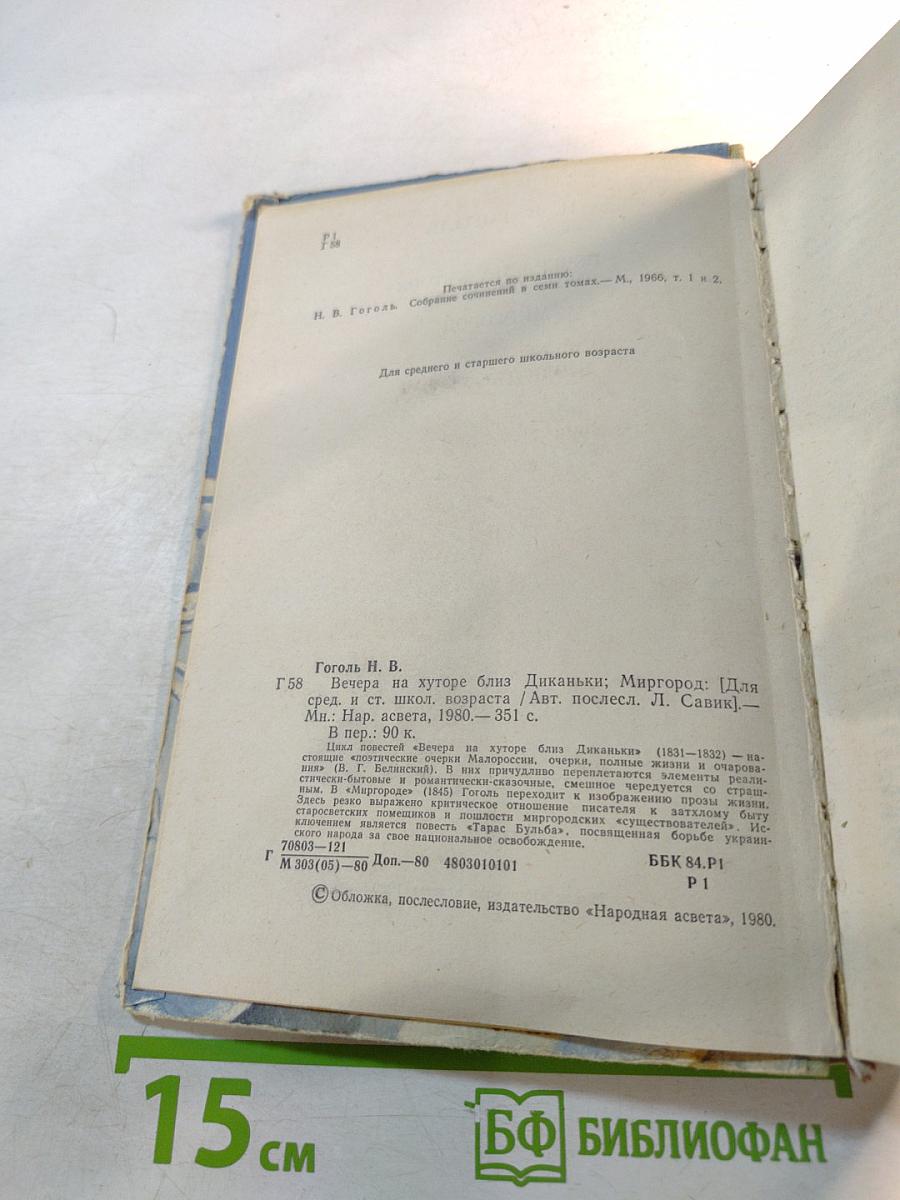 Р1
Г58
Печатается по изданию:
Н. В. Гоголь. Собрание сочинений в семи томах.— М., 1966, т. 1 и 2,
Для среднего и старшего школьного возраста
Гоголь Н. В.
Г58 Вечера на хуторе близ Диканьки; Миргород: [Для
сред. и ст. школ. возраста /Авт. послесл. Л. Савик].—
Мн.: Нар. асвета, 1980.— 351 с.
В пер.: 90 к.
Цикл повестей «Вечера на хуторе близ Диканьки» (1831—1832) — на-
стоящие «поэтические очерки Малороссии, очерки, полные жизни и очарова-
ния» (В. Г. Белинский). В них причудливо переплетаются элементы реали-
стически-бытовые и романтически-сказочные, смешное чередуется со страш-
ным. В «Миргороде» (1845) Гоголь переходит к изображению прозы жизни.
Здесь резко выражено критическое отношение писателя к затхлому быту
старосветских помещиков и пошлости миргородских «существователей». Ис-
ключением является повесть «Тарас Бульба», посвященная борьбе украин-
ского народа за свое национальное освобождение.
Г 70803—121
М 303(05)—80 Доп.—80 4803010101
ББК 84.Р1
Р 1
© Обложка, послесловие, издательство «Народная асвета», 1980.
15 см
БФ БИБЛИОФАН